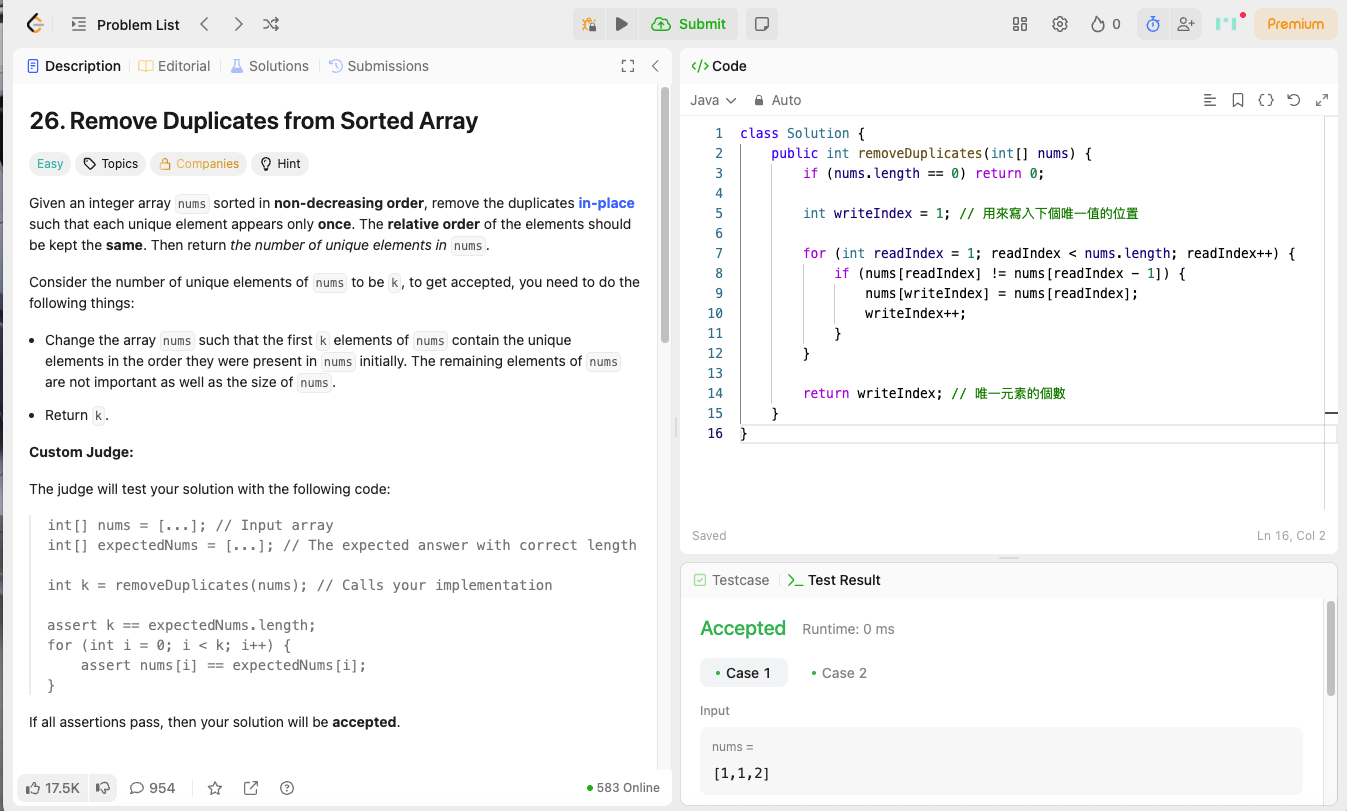 Problem List
Submit
0
Premium
Description
Editorial
Solutions
Submissions
26. Remove Duplicates from Sorted Array
Easy
Topics
Companies
Hint
Given an integer array nums sorted in non-decreasing order, remove the duplicates in-place
such that each unique element appears only once. The relative order of the elements should
be kept the same. Then return the number of unique elements in nums.
Consider the number of unique elements of nums to be k, to get accepted, you need to do the
following things:
• Change the array nums such that the first k elements of nums contain the unique
elements in the order they were present in nums initially. The remaining elements of nums
are not important as well as the size of nums.
• Return k.
Custom Judge:
The judge will test your solution with the following code:
int[] nums = [...]; // Input array
int[] expectedNums = [...]; // The expected answer with correct length
int k = removeDuplicates(nums); // Calls your implementation
assert k == expectedNums.length;
for (int i = 0; i < k; i++) {
    assert nums[i] == expectedNums[i];
}
If all assertions pass, then your solution will be accepted.
17.5K
954
583 Online
</> Code
Java
Auto
1 class Solution {
2     public int removeDuplicates(int[] nums) {
3         if (nums.length == 0) return 0;
4
5         int writeIndex = 1; // 用來寫入下個唯一值的位置
6
7         for (int readIndex = 1; readIndex < nums.length; readIndex++) {
8             if (nums[readIndex] != nums[readIndex - 1]) {
9                 nums[writeIndex] = nums[readIndex];
10                 writeIndex++;
11             }
12         }
13
14         return writeIndex; // 唯一元素的個數
15     }
16 }
Saved
Ln 16, Col 2
Testcase
>_ Test Result
Accepted
Runtime: 0 ms
• Case 1
• Case 2
Input
nums =
[1,1,2]